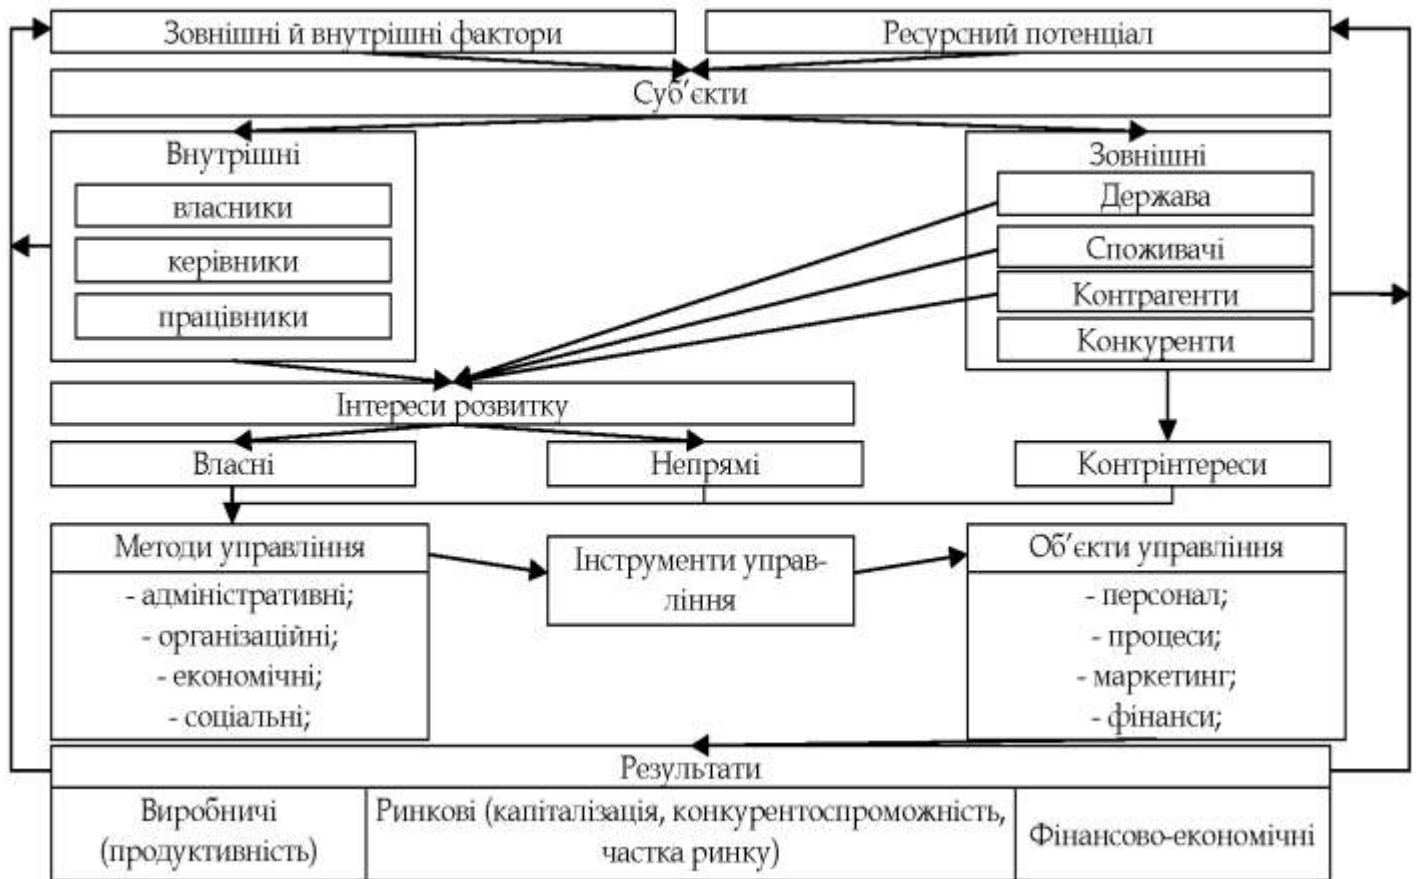 Зовнішні й внутрішні фактори
Ресурсний потенціал
Суб’єкти
Внутрішні
власники
керівники
працівники
Зовнішні
Держава
Споживачі
Контрагенти
Конкуренти
Інтереси розвитку
Власні
Непрямі
Контрінтереси
Методи управління
- адміністративні;
- організаційні;
- економічні;
- соціальні;
Інструменти управ-
ління
Об’єкти управління
- персонал;
- процеси;
- маркетинг;
- фінанси;
Результати
Виробничі
(продуктивність)
Ринкові (капіталізація, конкурентоспроможність,
частка ринку)
Фінансово-економічні